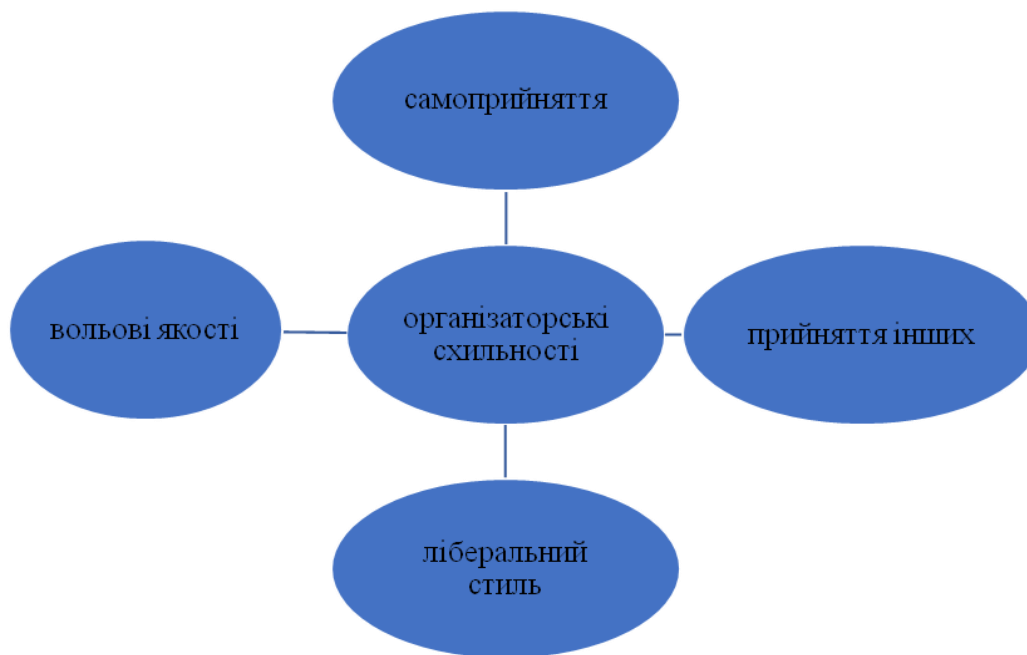 самоприйняття
вольові якості
організаторські
схильності
прийняття інших
ліберальний
стиль